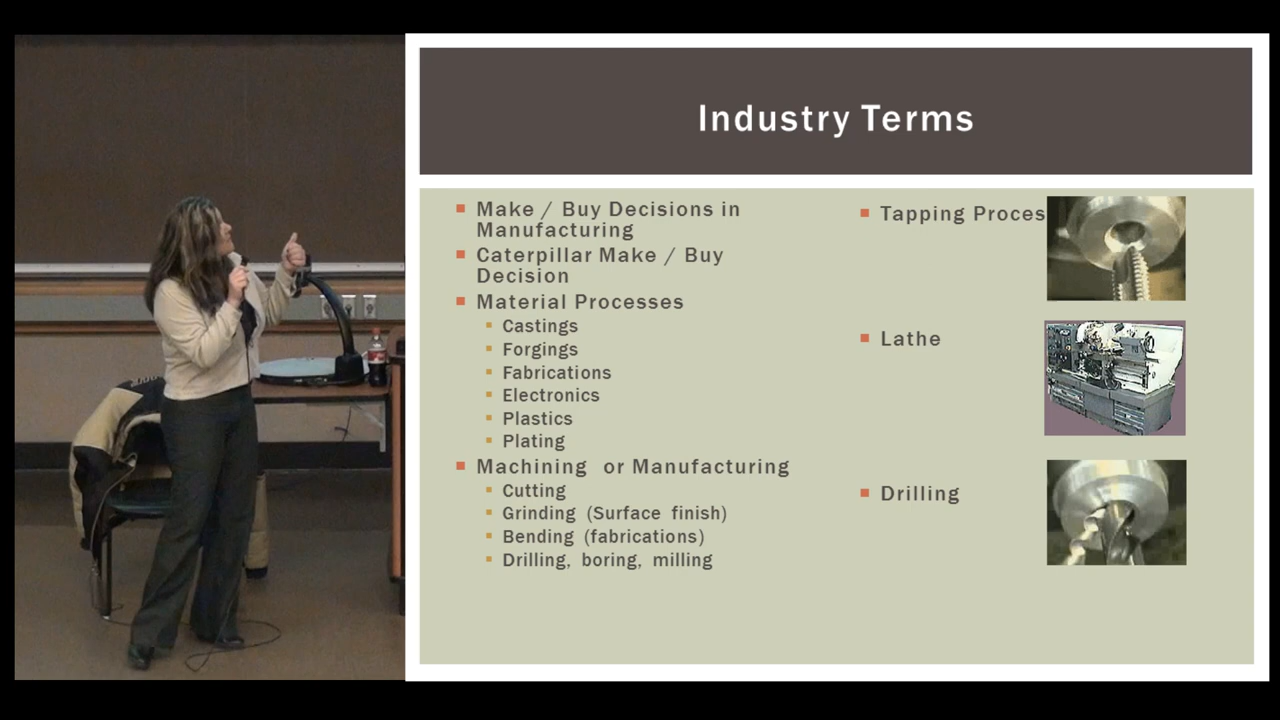 Industry Terms
Make / Buy Decisions in
Manufacturing
Caterpillar Make / Buy
Decision
Material Processes
Castings
Forgings
Fabrications
Electronics
Plastics
Plating
Machining or Manufacturing
Cutting
Grinding (Surface finish)
Bending (fabrications)
Drilling, boring, milling
Tapping Proces
Lathe
Drilling